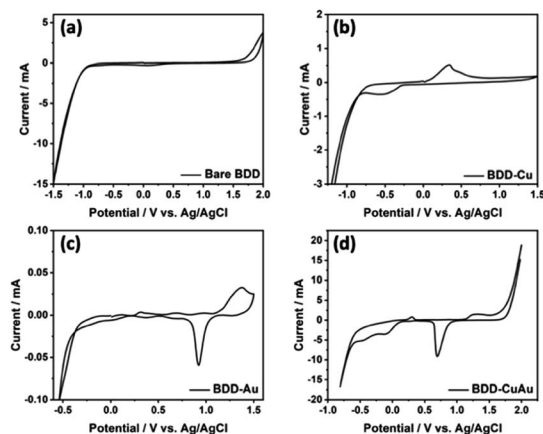 (a)
5
0
-5
-10
-15
Current / mA
Bare BDD
-1.5 -1.0 -0.5 0.0 0.5 1.0 1.5 2.0
Potential / V vs. Ag/AgCl
(b)
2
1
0
-1
-2
-3
Current / mA
BDD-Cu
-1.0 -0.5 0.0 0.5 1.0 1.5
Potential / V vs. Ag/AgCl
(c)
0.10
0.05
0.00
-0.05
-0.10
Current / mA
BDD-Au
-0.5 0.0 0.5 1.0 1.5
Potential / V vs. Ag/AgCl
(d)
20
15
10
5
0
-5
-10
-15
-20
Current / mA
BDD-CuAu
-1.0 -0.5 0.0 0.5 1.0 1.5 2.0
Potential / V vs. Ag/AgCl